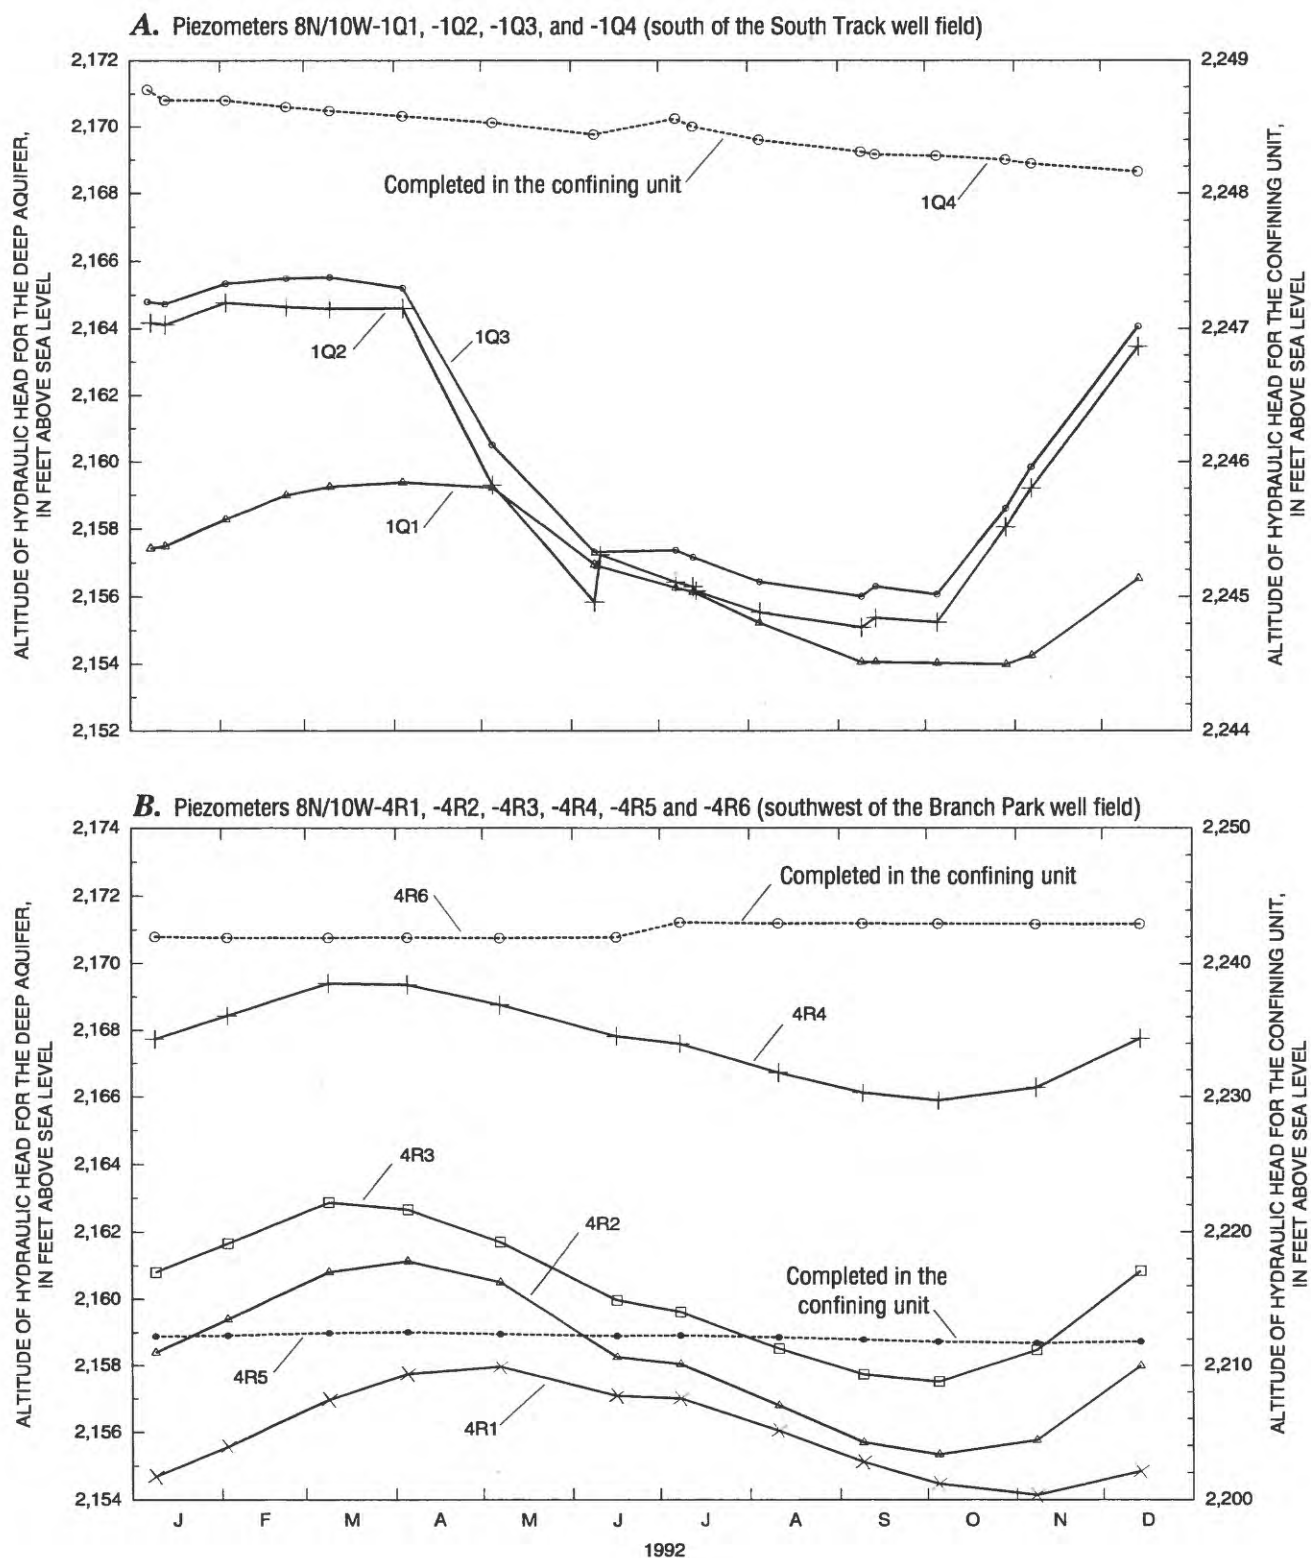 A. Piezometers 8N/10W-1Q1, -1Q2, -1Q3, and -1Q4 (south of the South Track well field)
ALTITUDE OF HYDRAULIC HEAD FOR THE DEEP AQUIFER,
IN FEET ABOVE SEA LEVEL
2,172
2,170
2,168
2,166
2,164
2,162
2,160
2,158
2,156
2,154
2,152
Completed in the confining unit
1Q4
1Q3
1Q2
1Q1
2,249
2,248
2,247
2,246
2,245
2,244
ALTITUDE OF HYDRAULIC HEAD FOR THE CONFINING UNIT,
IN FEET ABOVE SEA LEVEL
B. Piezometers 8N/10W-4R1, -4R2, -4R3, -4R4, -4R5 and -4R6 (southwest of the Branch Park well field)
ALTITUDE OF HYDRAULIC HEAD FOR THE DEEP AQUIFER,
IN FEET ABOVE SEA LEVEL
2,174
2,172
2,170
2,168
2,166
2,164
2,162
2,160
2,158
2,156
2,154
Completed in the confining unit
4R6
4R4
4R3
4R2
Completed in the
confining unit
4R5
4R1
2,250
2,240
2,230
2,220
2,210
2,200
ALTITUDE OF HYDRAULIC HEAD FOR THE CONFINING UNIT,
IN FEET ABOVE SEA LEVEL
J F M A M J J A S O N D
1992